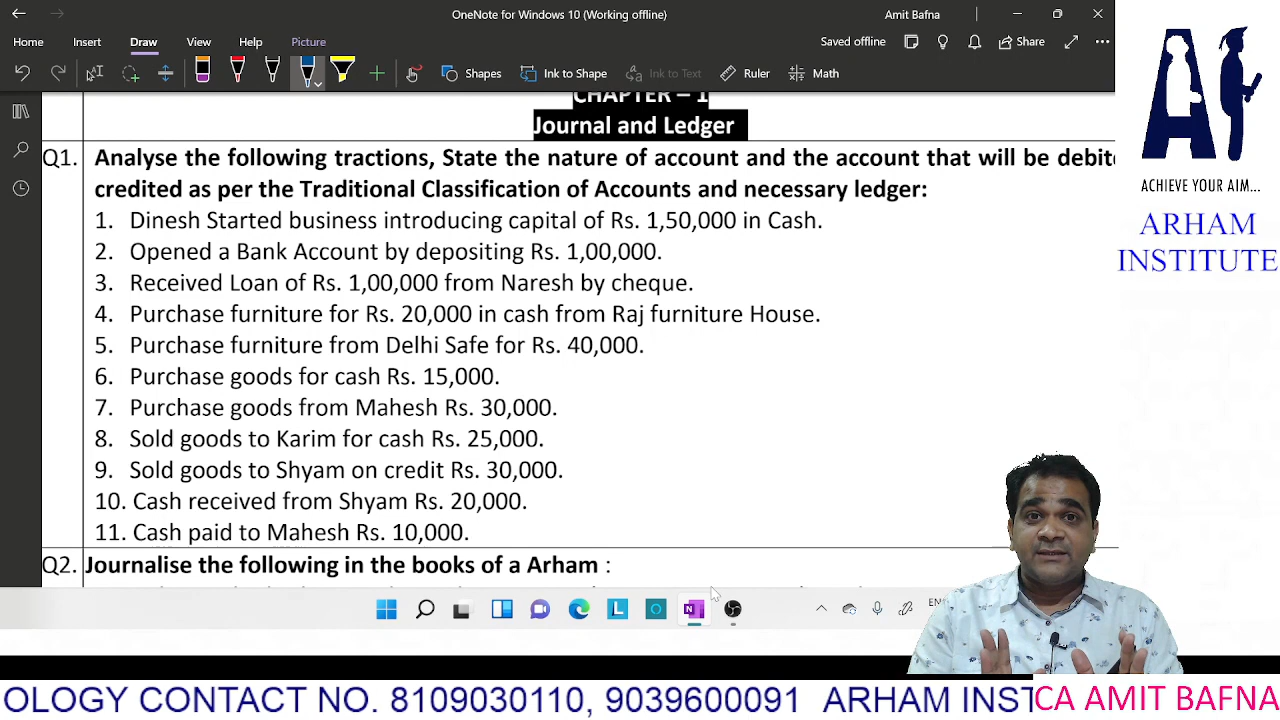 OneNote for Windows 10 (Working offline)
Amit Bafna
Home Insert Draw View Help Picture
Saved offline
Share
Shapes Ink to Shape Ink to Text Ruler Math
CHAPTER – 1
Journal and Ledger
Q1. Analyse the following tractions, State the nature of account and the account that will be debite
credited as per the Traditional Classification of Accounts and necessary ledger:
1. Dinesh Started business introducing capital of Rs. 1,50,000 in Cash.
2. Opened a Bank Account by depositing Rs. 1,00,000.
3. Received Loan of Rs. 1,00,000 from Naresh by cheque.
4. Purchase furniture for Rs. 20,000 in cash from Raj furniture House.
5. Purchase furniture from Delhi Safe for Rs. 40,000.
6. Purchase goods for cash Rs. 15,000.
7. Purchase goods from Mahesh Rs. 30,000.
8. Sold goods to Karim for cash Rs. 25,000.
9. Sold goods to Shyam on credit Rs. 30,000.
10. Cash received from Shyam Rs. 20,000.
11. Cash paid to Mahesh Rs. 10,000.
Q2. Journalise the following in the books of a Arham :
EN
ACHIEVE YOUR AIM...
ARHAM
INSTITUTE
OLOGY CONTACT NO. 8109030110, 9039600091 ARHAM INST
CA AMIT BAFNA